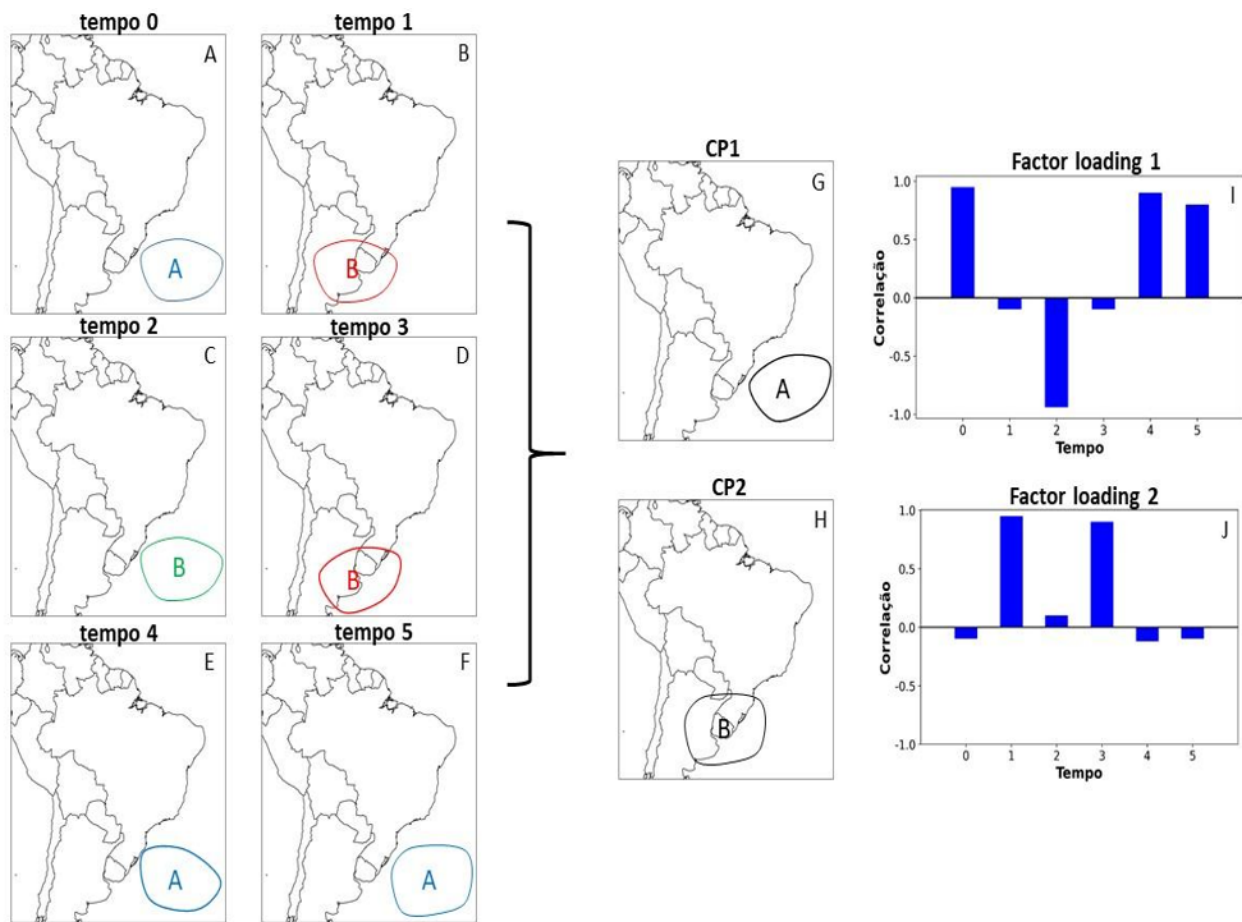 tempo 0
A
A
tempo 1
B
B
tempo 2
C
B
tempo 3
D
B
tempo 4
E
A
tempo 5
F
A
CP1
G
A
Factor loading 1
I
1.0
0.5
0.0
-0.5
-1.0
Correlação
0 1 2 3 4 5
Tempo
CP2
H
B
Factor loading 2
J
1.0
0.5
0.0
-0.5
-1.0
Correlação
0 1 2 3 4 5
Tempo